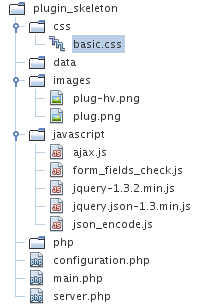 plugin_skeleton
css
basic.css
data
images
plug-hv.png
plug.png
javascript
ajax.js
form_fields_check.js
jquery-1.3.2.min.js
jquery.json-1.3.min.js
json_encode.js
php
configuration.php
main.php
server.php